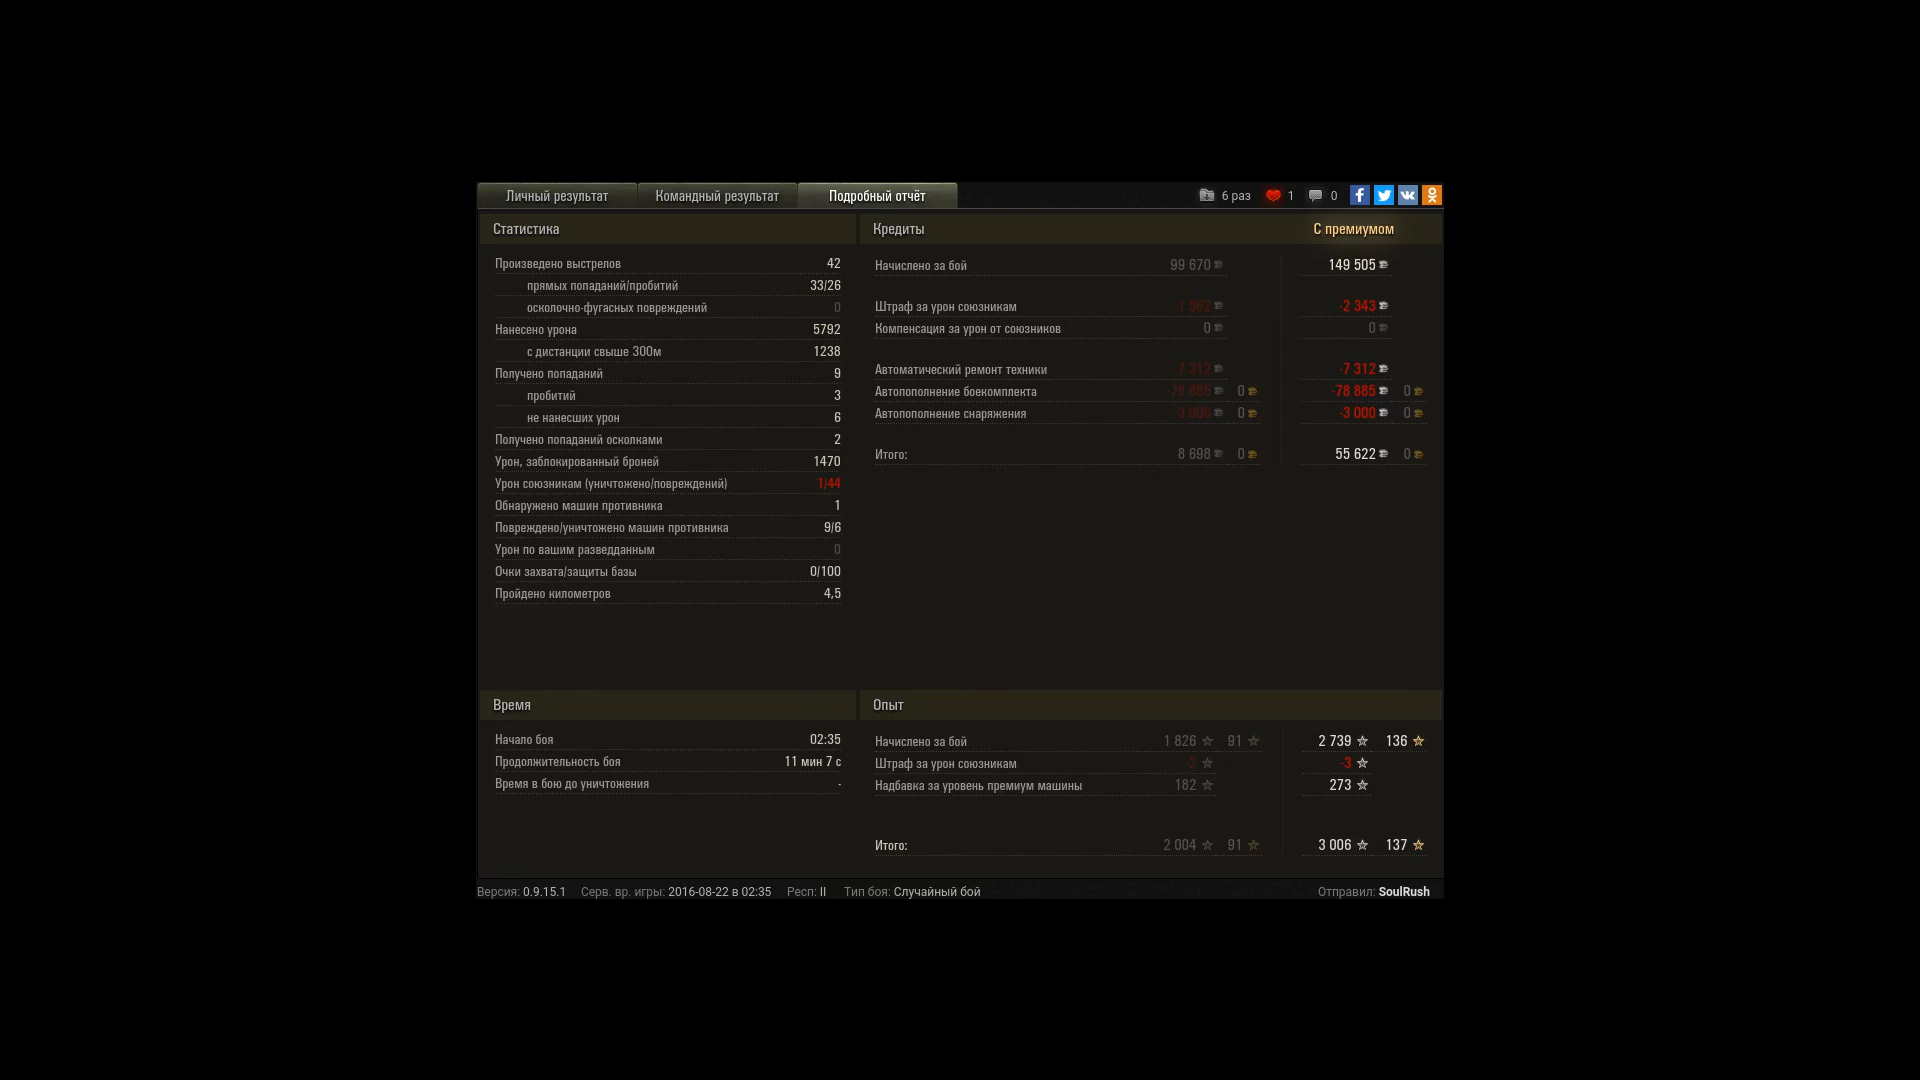 Личный результат Командный результат Подробный отчёт 6 раз 1 0
Статистика
Произведено выстрелов 42
прямых попаданий/пробитий 33/26
осколочно-фугасных повреждений 0
Нанесено урона 5792
с дистанции свыше 300м 1238
Получено попаданий 9
пробитий 3
не нанесших урон 6
Получено попаданий осколками 2
Урон, заблокированный броней 1470
Урон союзникам (уничтожено/повреждений) 1/44
Обнаружено машин противника 1
Повреждено/уничтожено машин противника 9/6
Урон по вашим разведданным 0
Очки захвата/защиты базы 0/100
Пройдено километров 4,5
Кредиты С премиумом
Начислено за бой 99 670 149 505
Штраф за урон союзникам -1 562 -2 343
Компенсация за урон от союзников 0 0
Автоматический ремонт техники -7 312 -7 312
Автопополнение боекомплекта -78 885 0 -78 885 0
Автопополнение снаряжения -3 000 0 -3 000 0
Итого: 8 698 0 55 622 0
Время
Начало боя 02:35
Продолжительность боя 11 мин 7 с
Время в бою до уничтожения -
Опыт
Начислено за бой 1 826 91 2 739 136
Штраф за урон союзникам -2 -3
Надбавка за уровень премиум машины 182 273
Итого: 2 004 91 3 006 137
Версия: 0.9.15.1 Серв. вр. игры: 2016-08-22 в 02:35 Респ: II Тип боя: Случайный бой Отправил: SoulRush